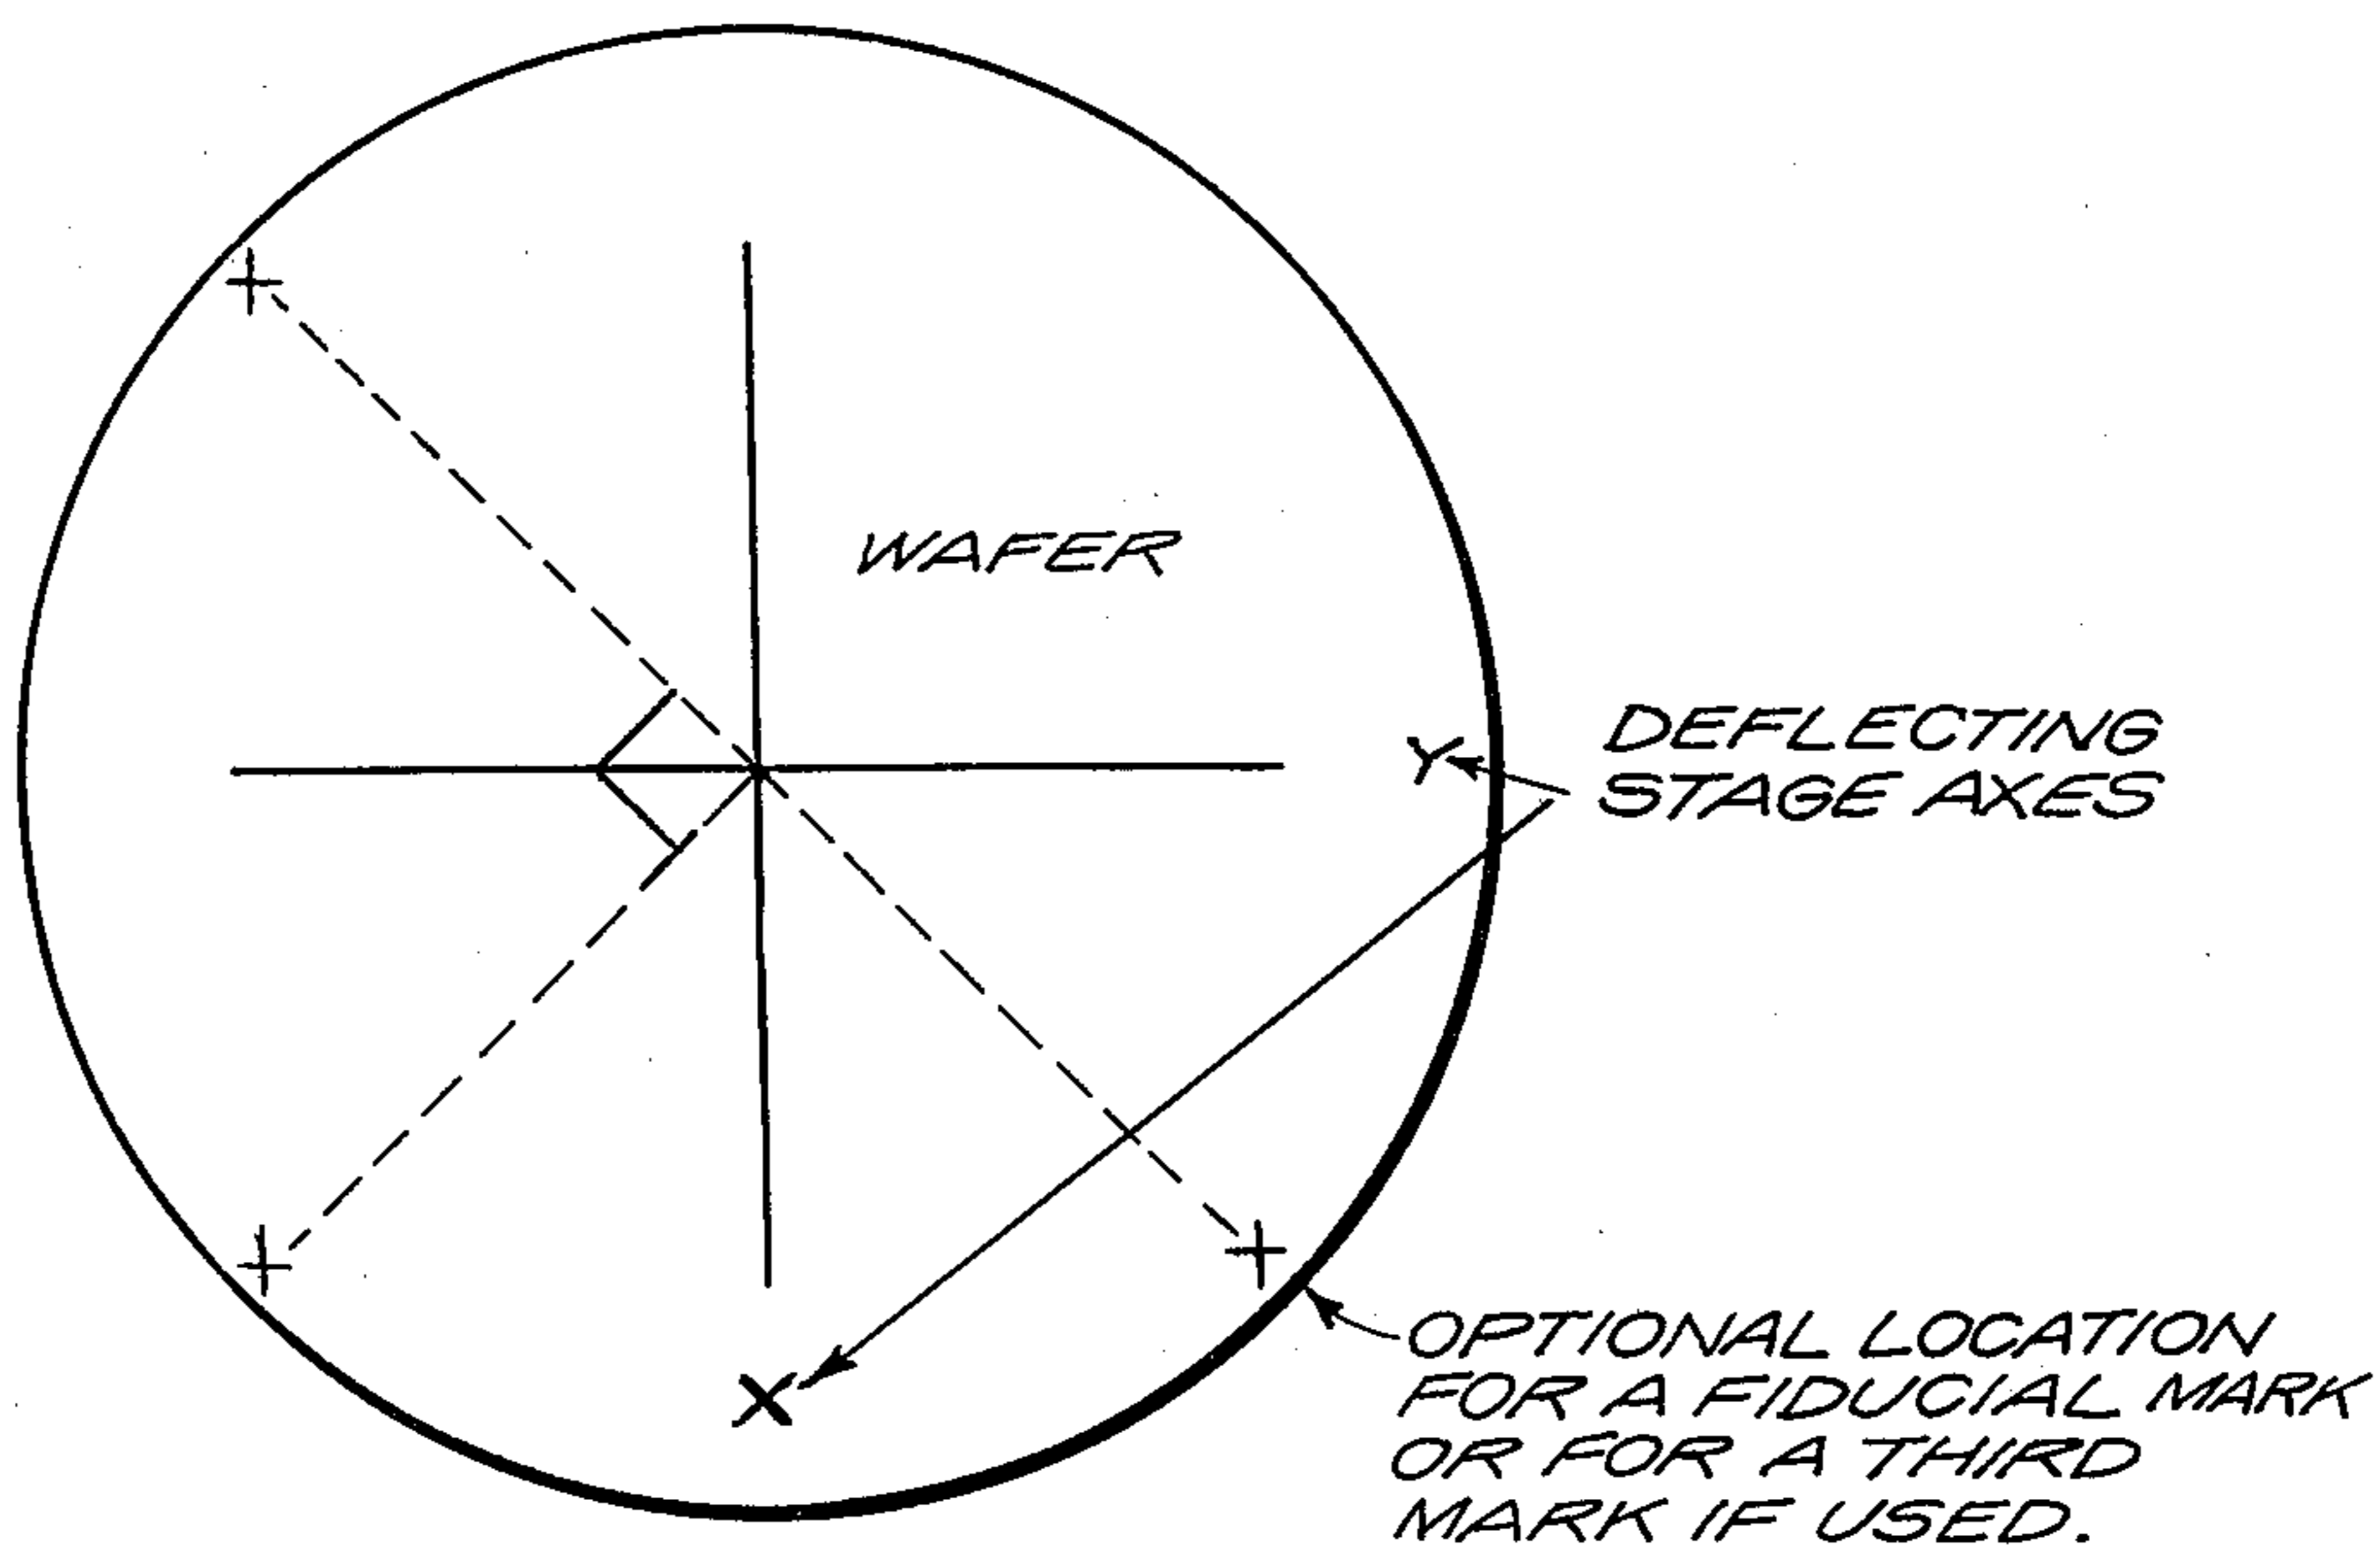 WAFER
Y
DEFLECTING
STAGE AXES
X
OPTIONAL LOCATION
FOR A FIDUCIAL MARK
OR FOR A THIRD
MARK IF USED.